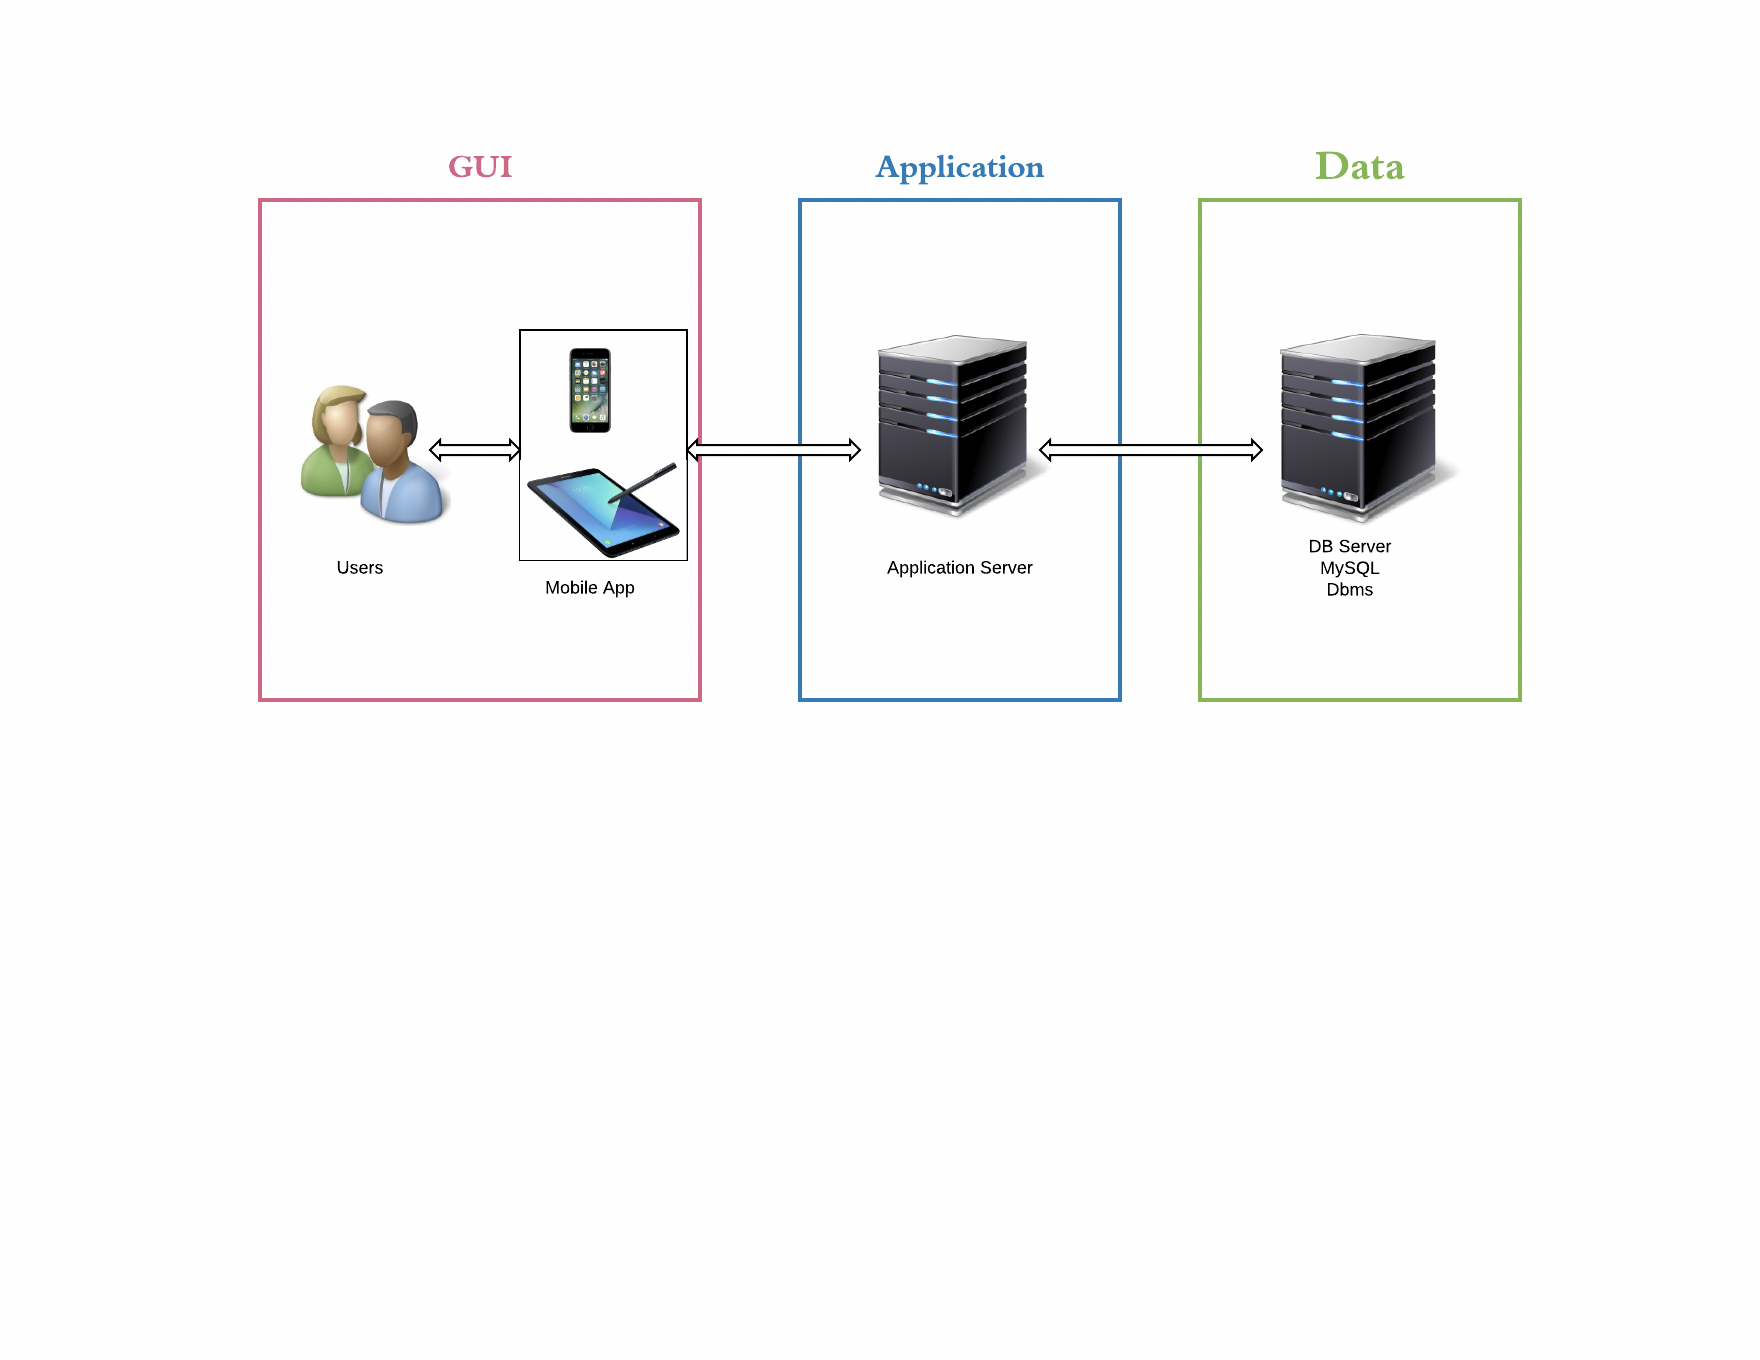 GUI
Application
Data
Users
Mobile App
Application Server
DB Server
MySQL
Dbms